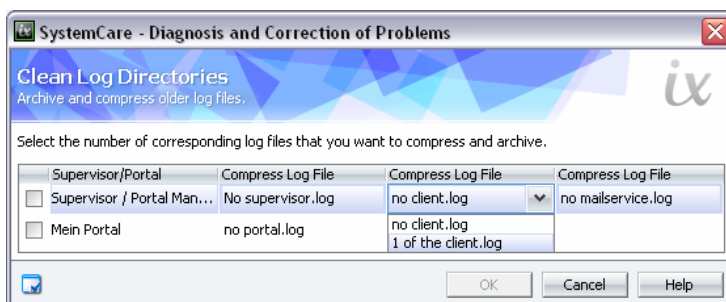 ix SystemCare - Diagnosis and Correction of Problems
Clean Log Directories
Archive and compress older log files.
ix
Select the number of corresponding log files that you want to compress and archive.
Supervisor/Portal Compress Log File Compress Log File Compress Log File
Supervisor / Portal Man... No supervisor.log no client.log no mailservice.log
Mein Portal no portal.log no client.log
1 of the client.log
OK Cancel Help